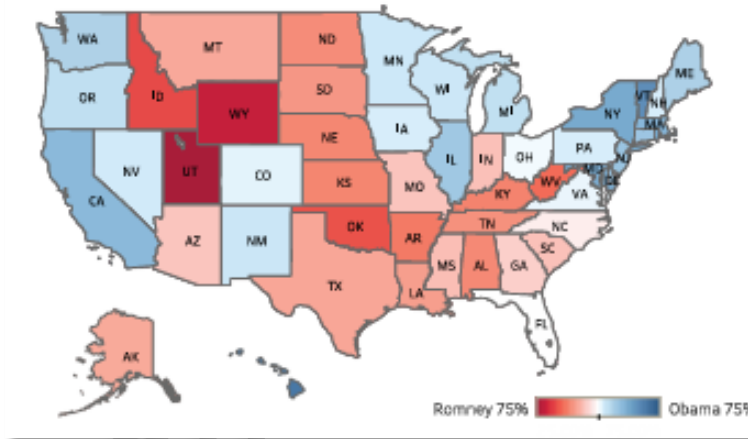 WA
MT
ND
MN
ME
OR
ID
SD
WI
MI
VT
NH
NY
MA
WY
IA
NE
PA
NV
UT
CO
IL
IN
OH
NJ
MD
DE
CA
KS
MO
KY
WV
VA
AZ
NM
OK
AR
TN
NC
SC
TX
LA
MS
AL
GA
FL
AK
Romney 75%
Obama 75%